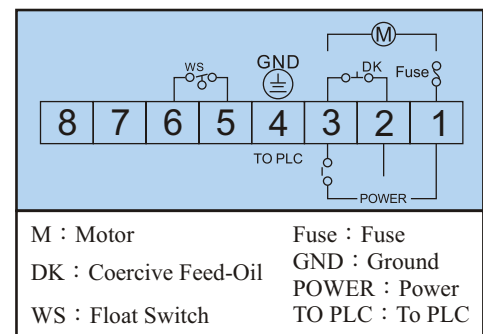 M
WS
GND
DK
Fuse
8 7 6 5 4 3 2 1
TO PLC
POWER
M：Motor
Fuse：Fuse
DK：Coercive Feed-Oil
GND：Ground
POWER：Power
WS：Float Switch
TO PLC：To PLC